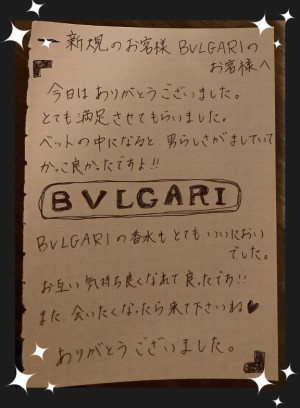 新規のお客様 BVLGARIの
お客様へ
今日はありがとうございました。
とても満足させてもらいました。
ベットの中になると、男らしさがましていて
かっこ良かったですよ!!
BVLGARI
BVLGARIの香水もとてもいいにおい
でした。
お互い気持ち良くなれて良ったです!!
また、会いたくなったら来て下さいね♥
ありがとうございました。